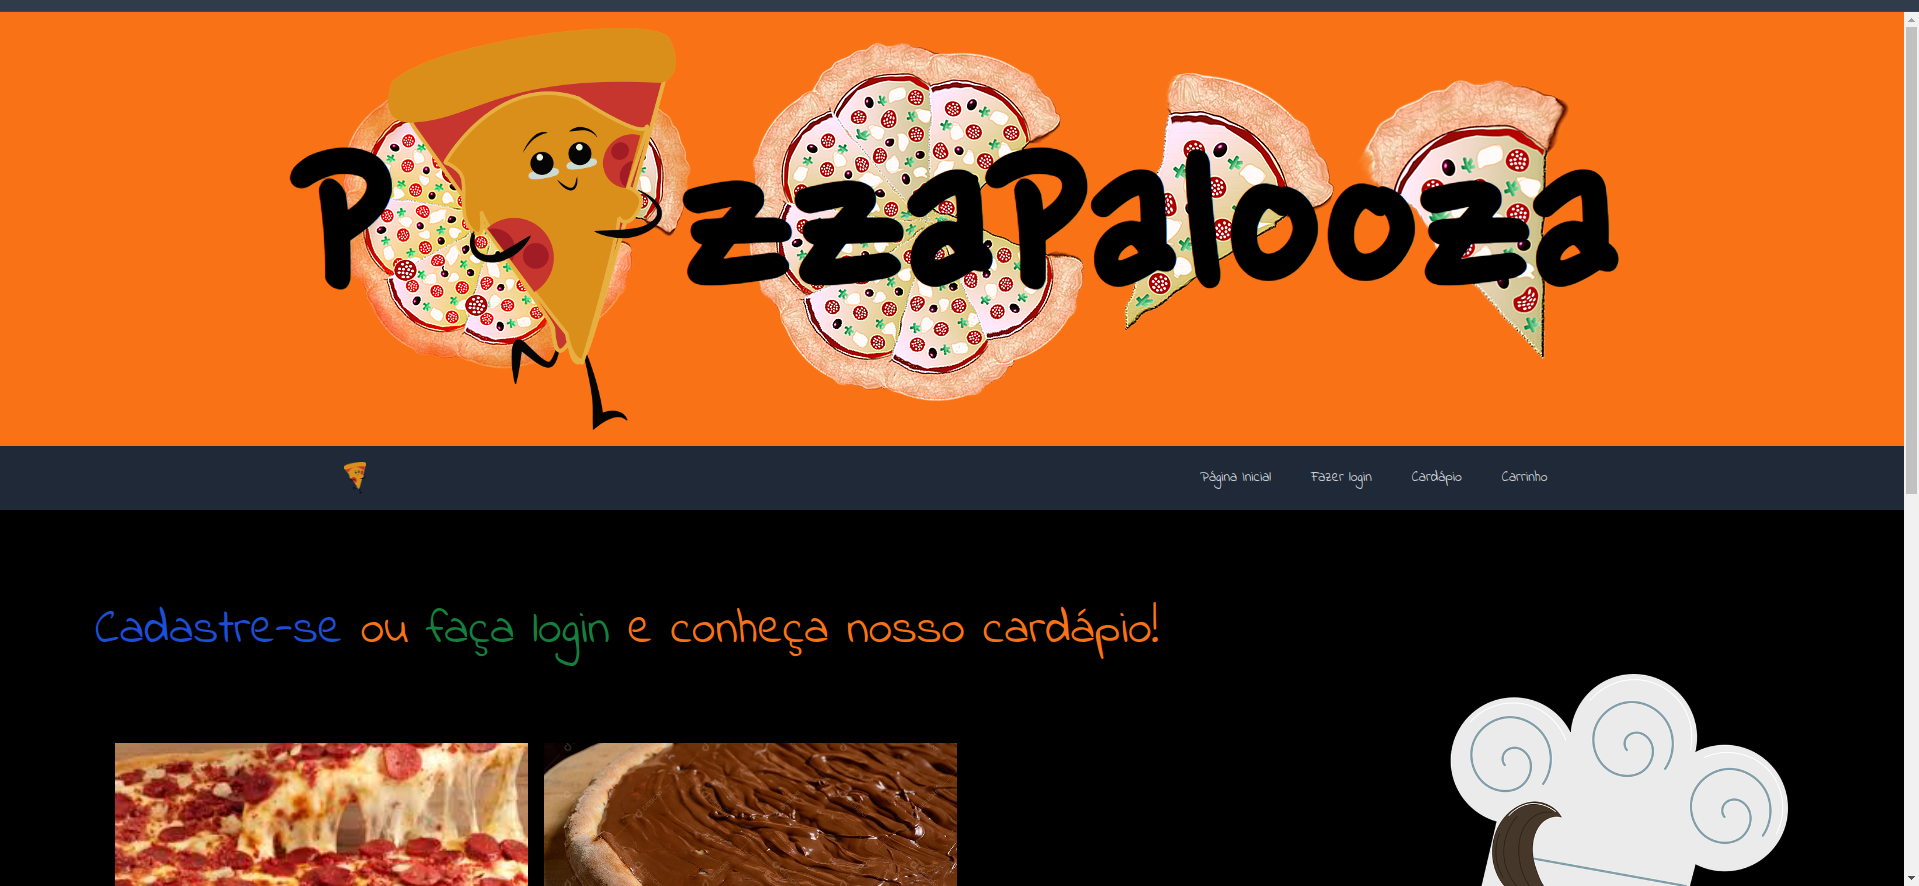 PizzaPalooza
Página Inicial
Fazer login
Cardápio
Carrinho
Cadastre-se ou faça login e conheça nosso cardápio!